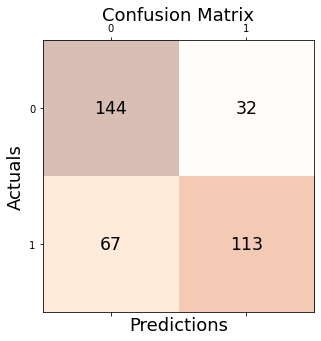 Confusion Matrix
0 1
0 144 32
Actuals
1 67 113
Predictions